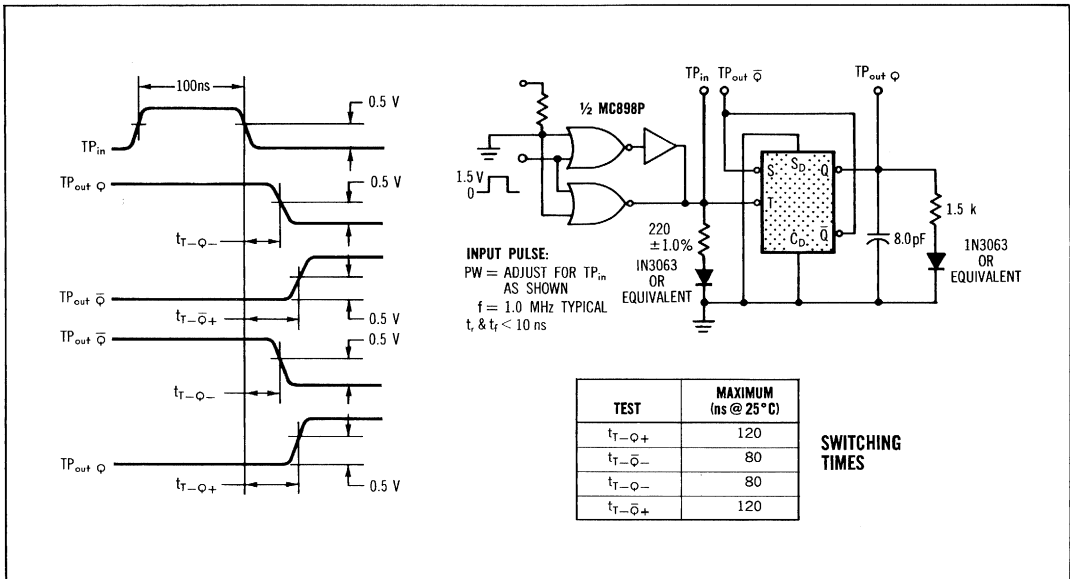 100ns
0.5 V
TPin
TPout Q
0.5 V
tT–Q–
TPout Q̅
tT–Q̅+
0.5 V
TPout Q̅
0.5 V
tT–Q–
TPout Q
tT–Q+
0.5 V
TPin TPout Q̅ TPout Q
½ MC898P
1.5 V
0
S SD Q
T
CD Q̅
220
±1.0%
1N3063
OR
EQUIVALENT
8.0pF
1.5 k
1N3063
OR
EQUIVALENT
INPUT PULSE:
PW = ADJUST FOR TPin
AS SHOWN
f = 1.0 MHz TYPICAL
tr & tf < 10 ns
TEST MAXIMUM
(ns @ 25°C)
tT–Q+ 120
tT–Q̅– 80
tT–Q– 80
tT–Q̅+ 120
SWITCHING
TIMES